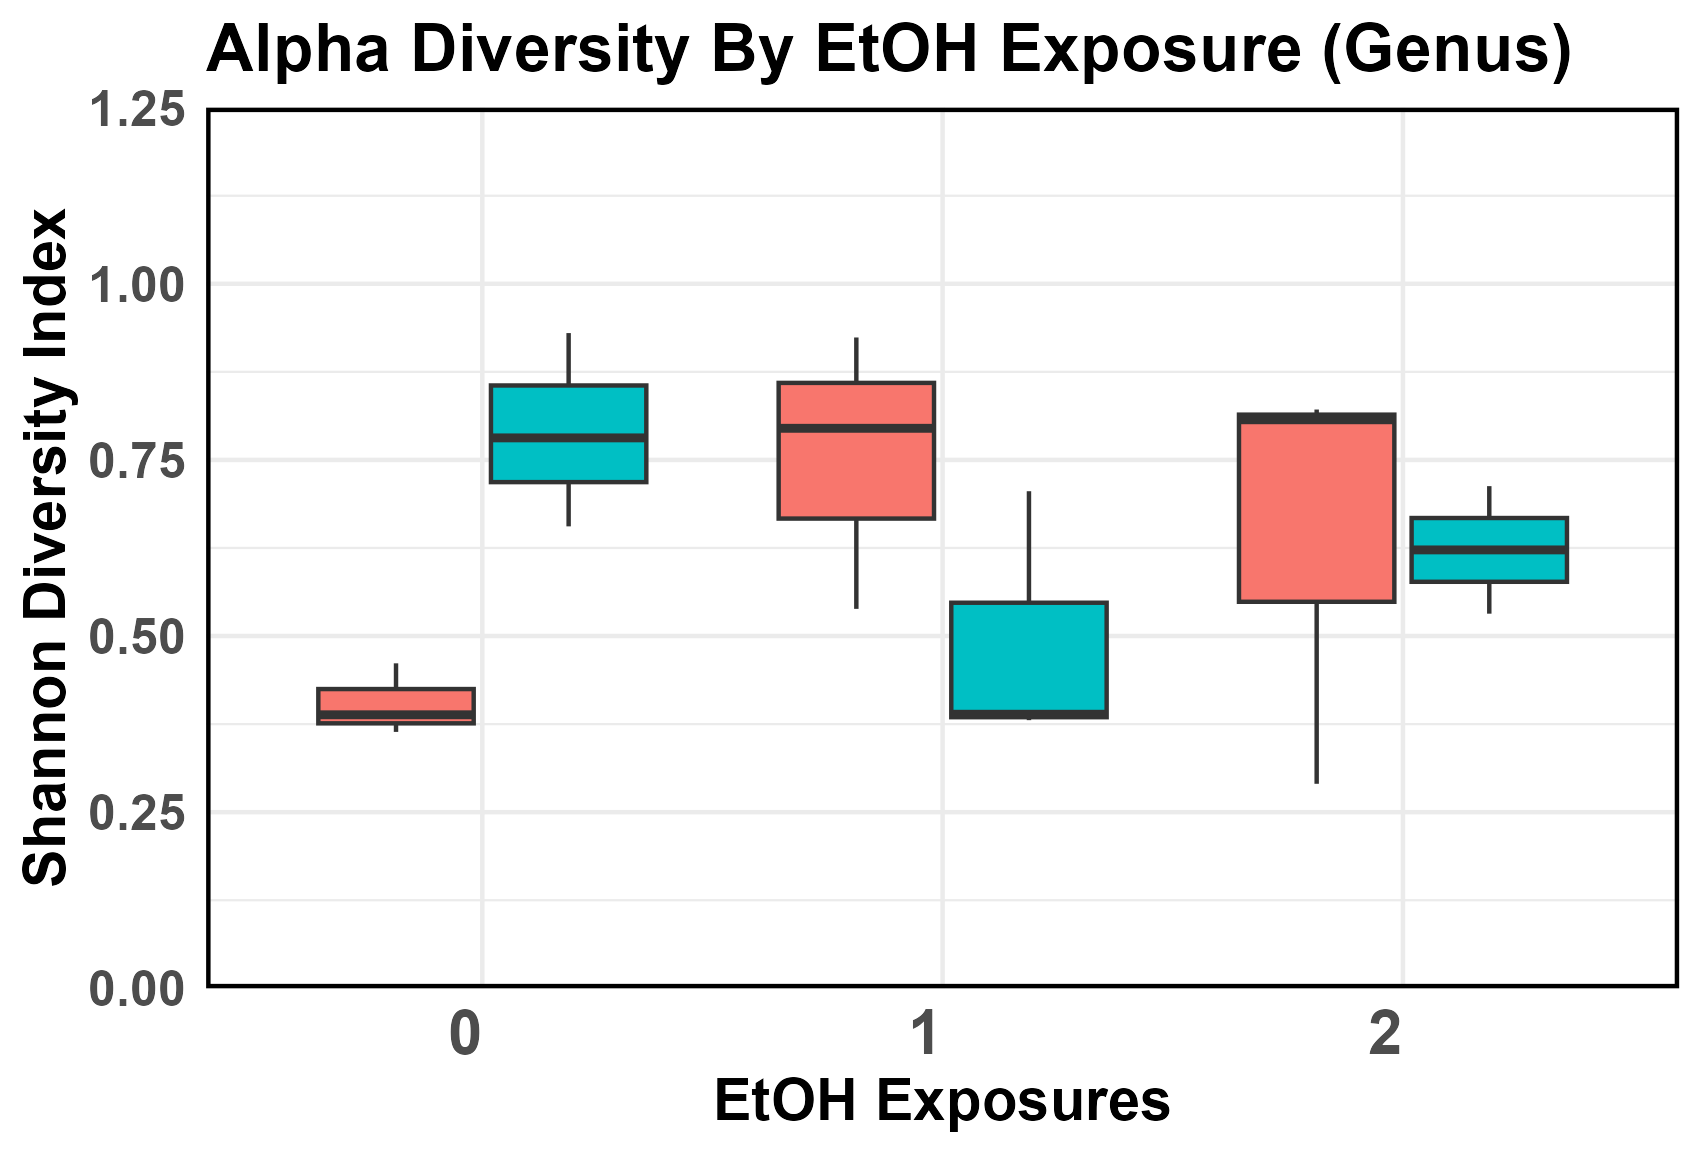 Alpha Diversity By EtOH Exposure (Genus)
Shannon Diversity Index
1.25
1.00
0.75
0.50
0.25
0.00
0 1 2
EtOH Exposures